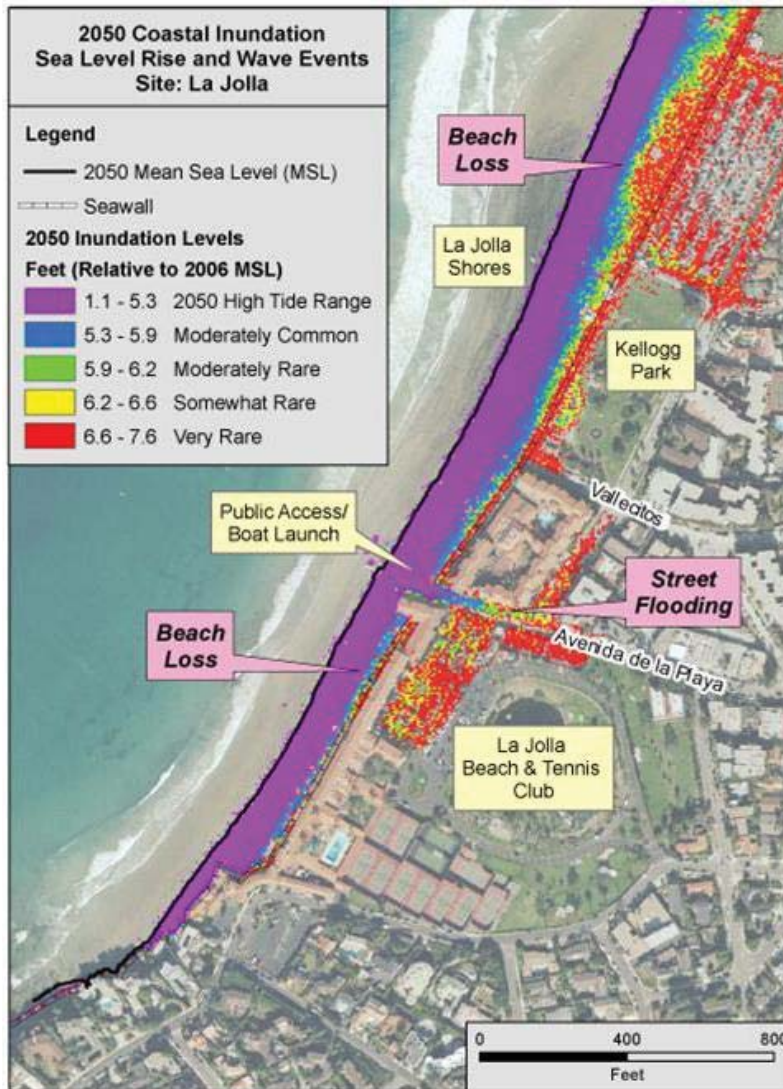 2050 Coastal Inundation
Sea Level Rise and Wave Events
Site: La Jolla
Legend
2050 Mean Sea Level (MSL)
Seawall
2050 Inundation Levels
Feet (Relative to 2006 MSL)
1.1 - 5.3 2050 High Tide Range
5.3 - 5.9 Moderately Common
5.9 - 6.2 Moderately Rare
6.2 - 6.6 Somewhat Rare
6.6 - 7.6 Very Rare
Beach
Loss
La Jolla
Shores
Kellogg
Park
Vallecitos
Public Access/
Boat Launch
Street
Flooding
Beach
Loss
Avenida de la Playa
La Jolla
Beach & Tennis
Club
0 400 800
Feet